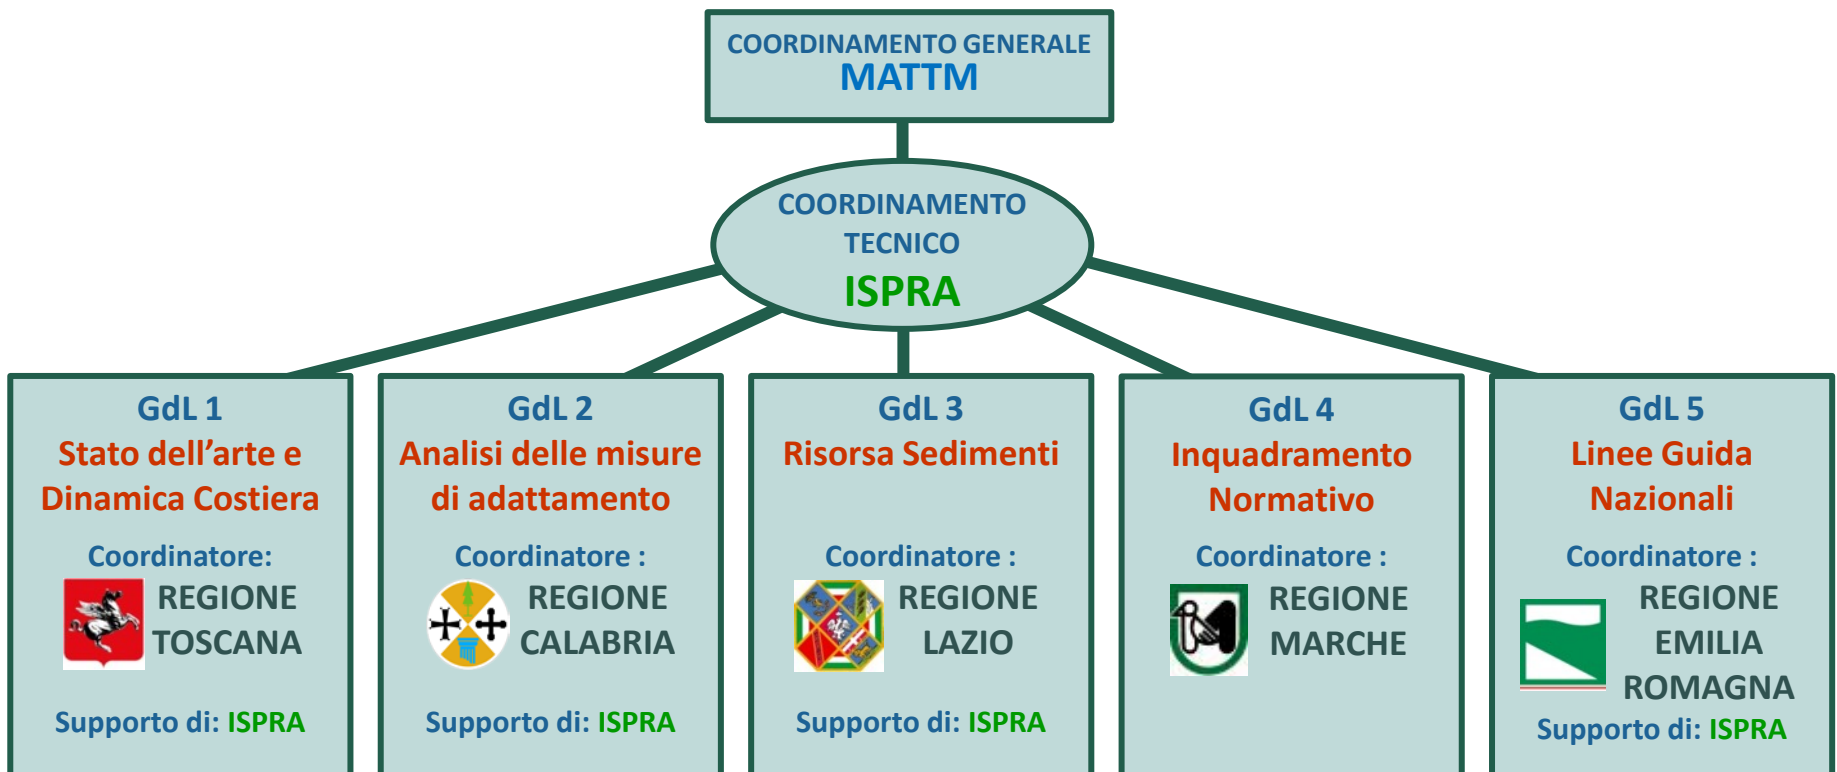 COORDINAMENTO GENERALE
MATTM
COORDINAMENTO
TECNICO
ISPRA
GdL 1
Stato dell’arte e
Dinamica Costiera
Coordinatore:
REGIONE
TOSCANA
Supporto di: ISPRA
GdL 2
Analisi delle misure
di adattamento
Coordinatore :
REGIONE
CALABRIA
Supporto di: ISPRA
GdL 3
Risorsa Sedimenti
Coordinatore :
REGIONE
LAZIO
Supporto di: ISPRA
GdL 4
Inquadramento
Normativo
Coordinatore :
REGIONE
MARCHE
GdL 5
Linee Guida
Nazionali
Coordinatore :
REGIONE
EMILIA
ROMAGNA
Supporto di: ISPRA